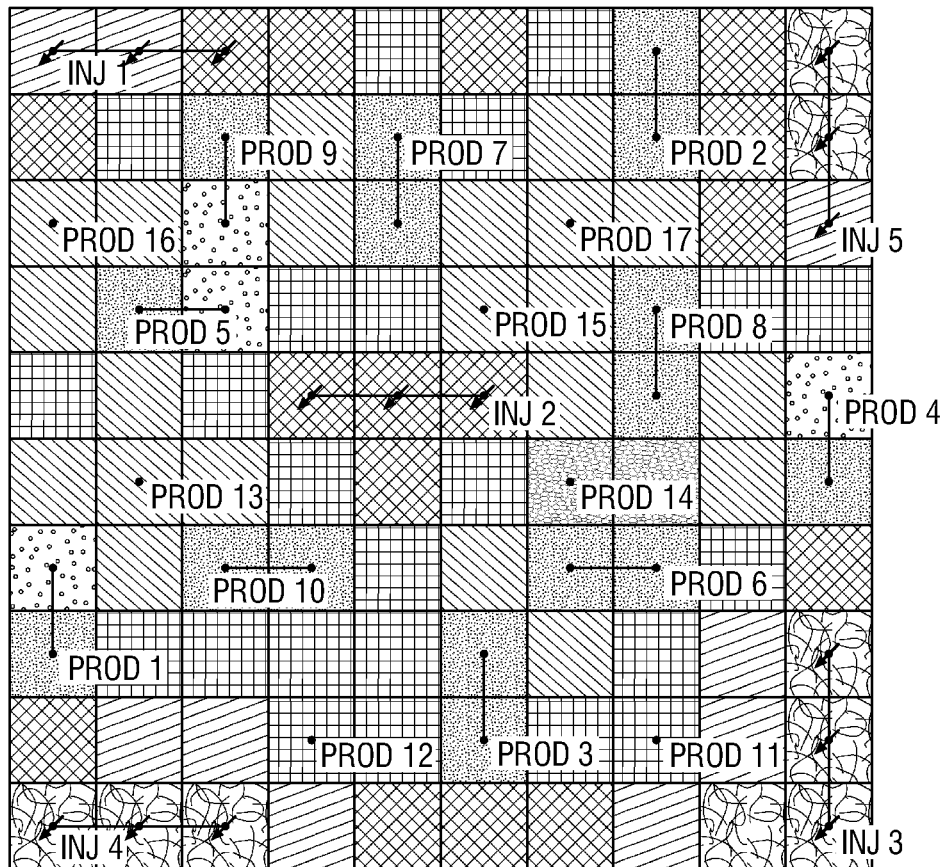 INJ 1
PROD 9
PROD 7
PROD 2
PROD 16
PROD 17
INJ 5
PROD 5
PROD 15
PROD 8
INJ 2
PROD 4
PROD 13
PROD 14
PROD 10
PROD 6
PROD 1
PROD 12
PROD 3
PROD 11
INJ 4
INJ 3